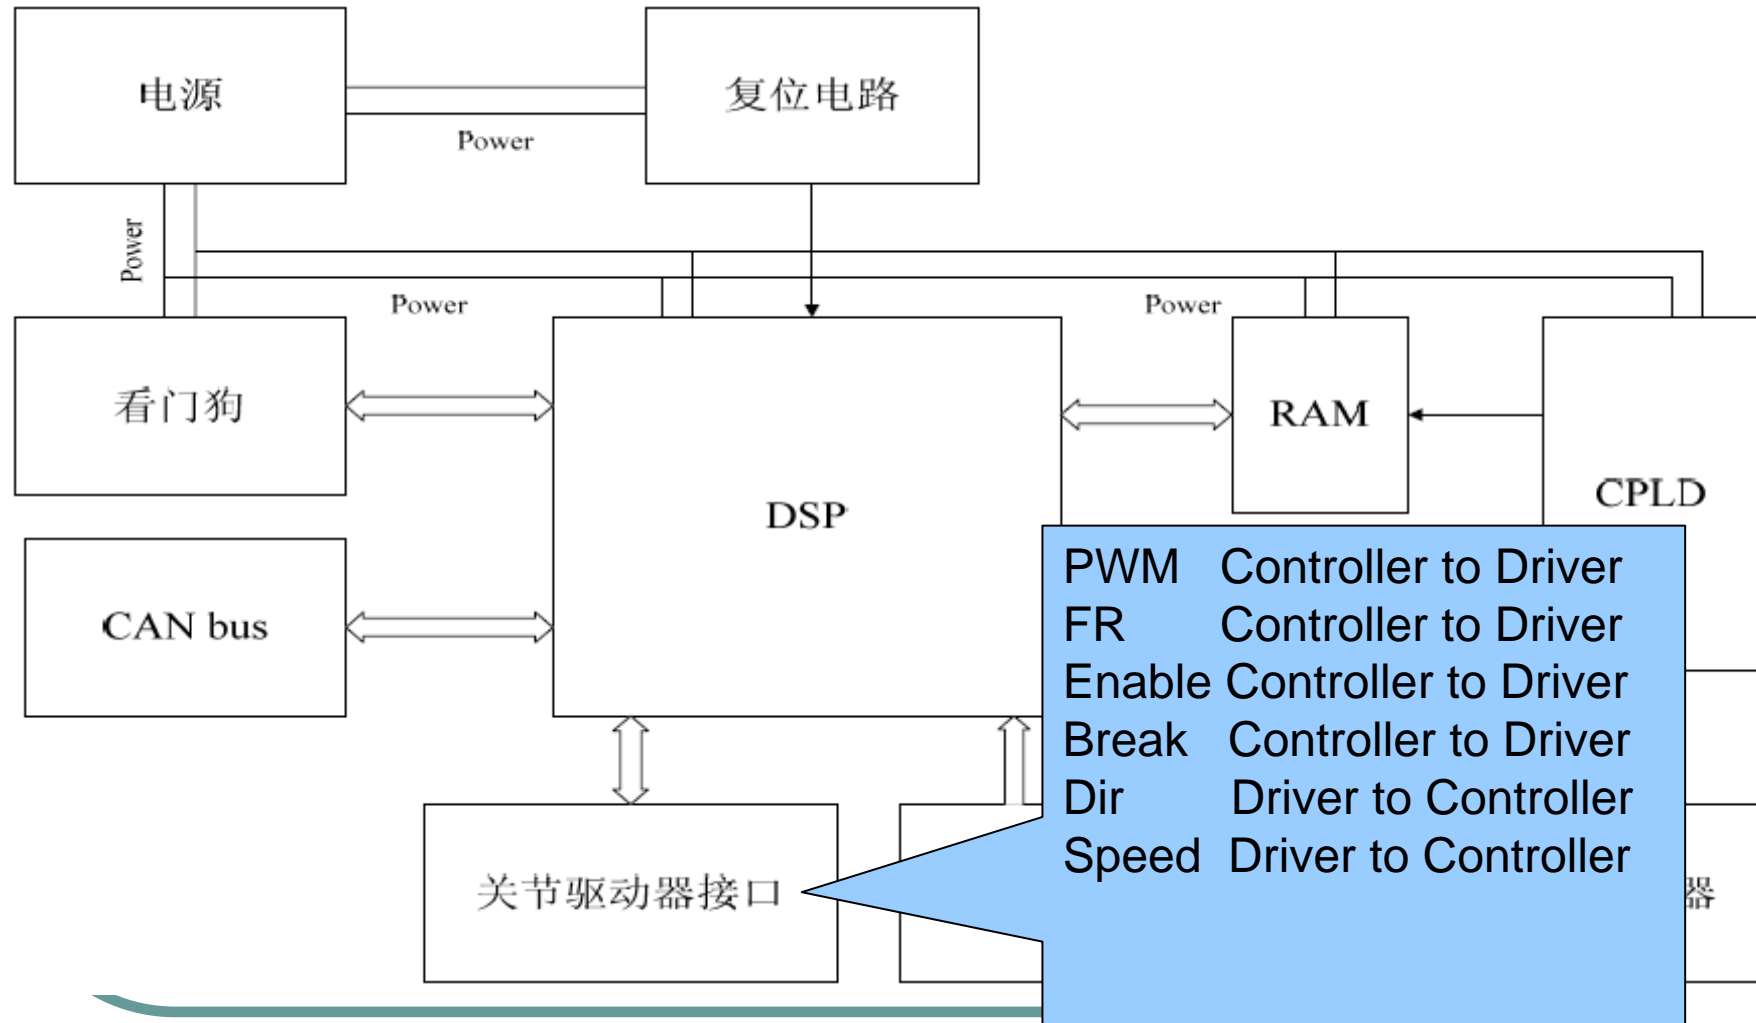 电源
复位电路
Power
Power
Power
Power
看门狗
RAM
DSP
CPLD
CAN bus
PWM Controller to Driver
FR Controller to Driver
Enable Controller to Driver
Break Controller to Driver
Dir Driver to Controller
Speed Driver to Controller
关节驱动器接口
器